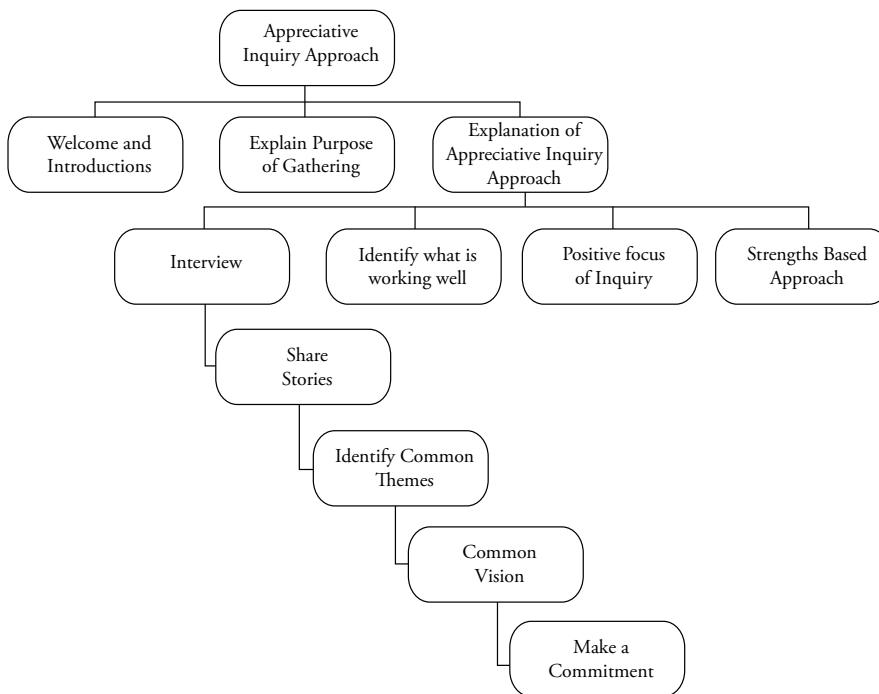 Appreciative
Inquiry Approach
Welcome and
Introductions
Explain Purpose
of Gathering
Explanation of
Appreciative Inquiry
Approach
Interview
Identify what is
working well
Positive focus
of Inquiry
Strengths Based
Approach
Share
Stories
Identify Common
Themes
Common
Vision
Make a
Commitment